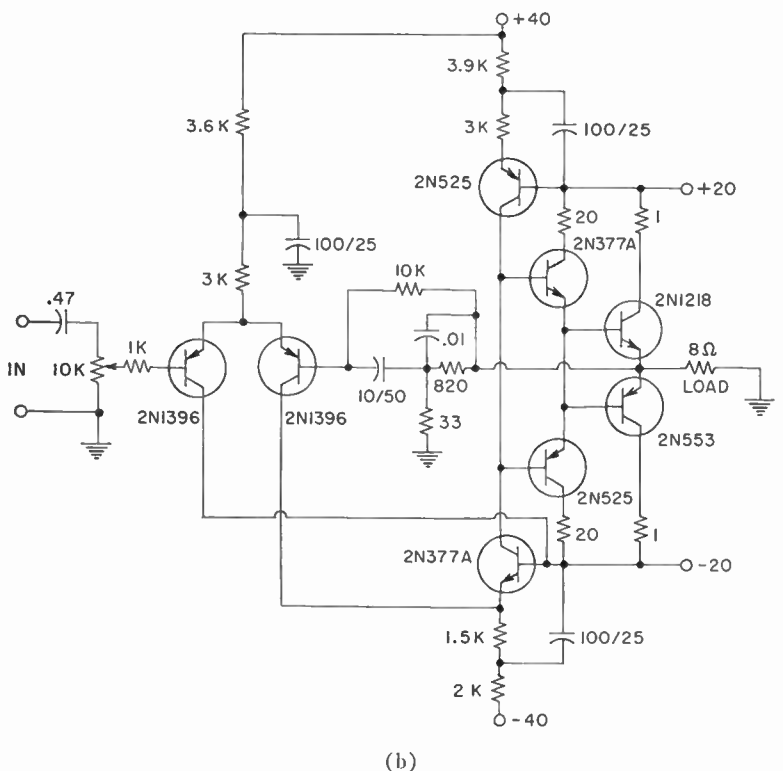 +40
3.9K
3.6K
3K
100/25
2N525
+20
20
1
2N377A
100/25
3K
10K
2N1218
.47
.01
1K
IN
10K
820
8Ω
LOAD
10/50
2N1396
2N1396
33
2N553
2N525
20
1
2N377A
-20
1.5K
100/25
2K
-40
(b)